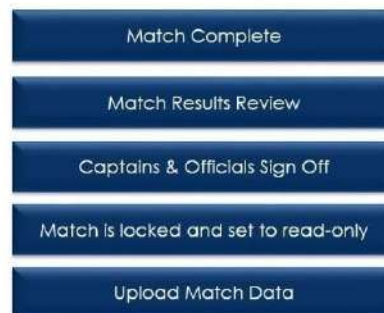 Match Complete
Match Results Review
Captains & Officials Sign Off
Match is locked and set to read-only
Upload Match Data